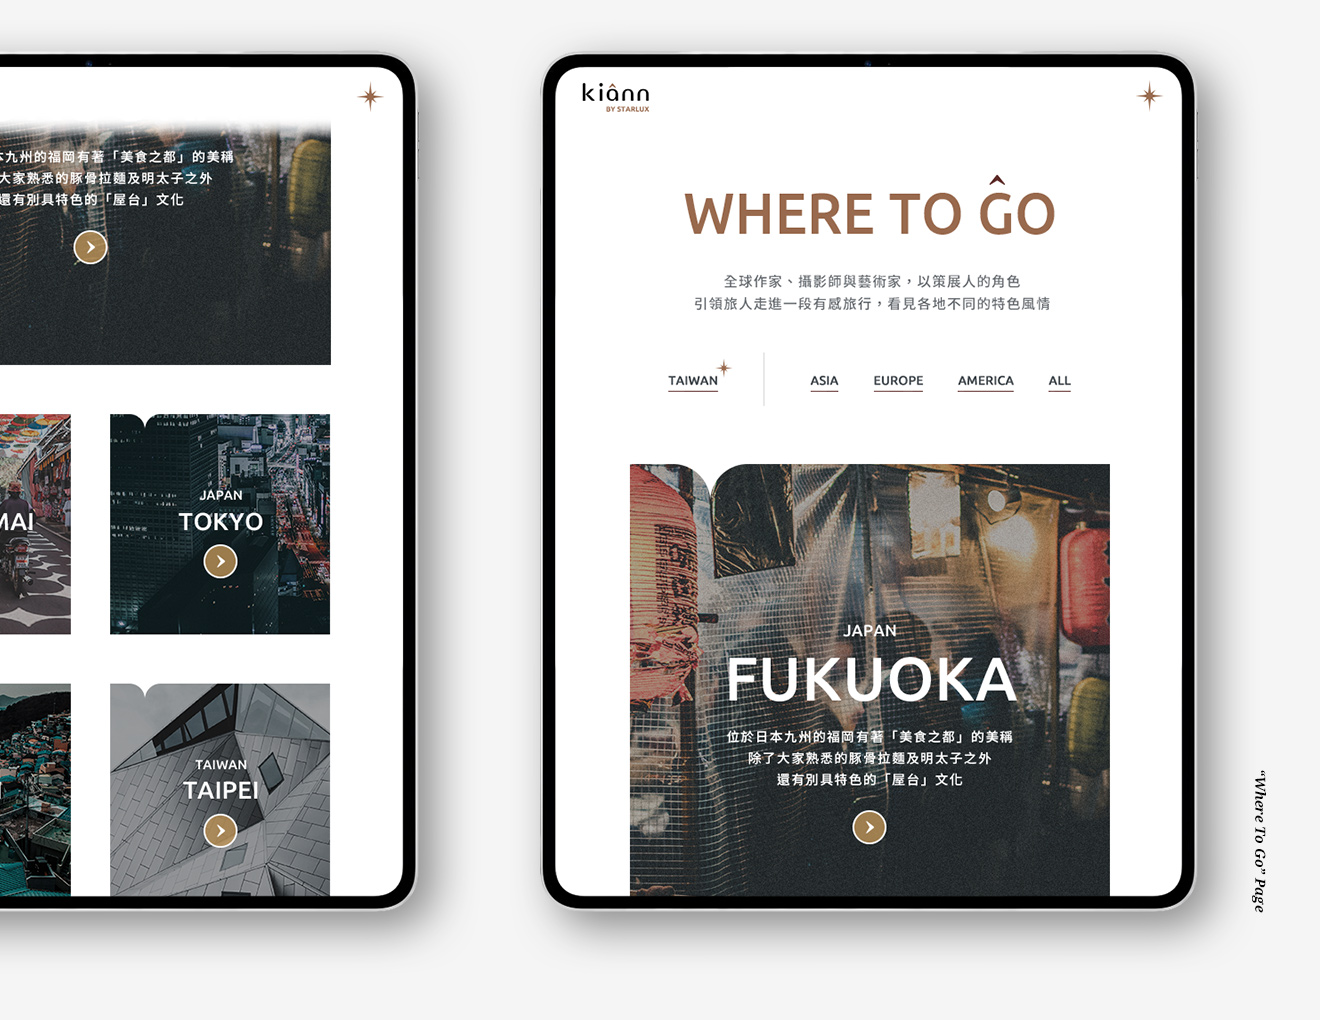 本九州的福岡有著「美食之都」的美稱
大家熟悉的豚骨拉麵及明太子之外
還有別具特色的「屋台」文化
MAI
JAPAN
TOKYO
TAIWAN
TAIPEI
kiânn
BY STARLUX
WHERE TO ĜO
全球作家、攝影師與藝術家，以策展人的角色
引領旅人走進一段有感旅行，看見各地不同的特色風情
TAIWAN
ASIA
EUROPE
AMERICA
ALL
JAPAN
FUKUOKA
位於日本九州的福岡有著「美食之都」的美稱
除了大家熟悉的豚骨拉麵及明太子之外
還有別具特色的「屋台」文化
“Where To Go” Page